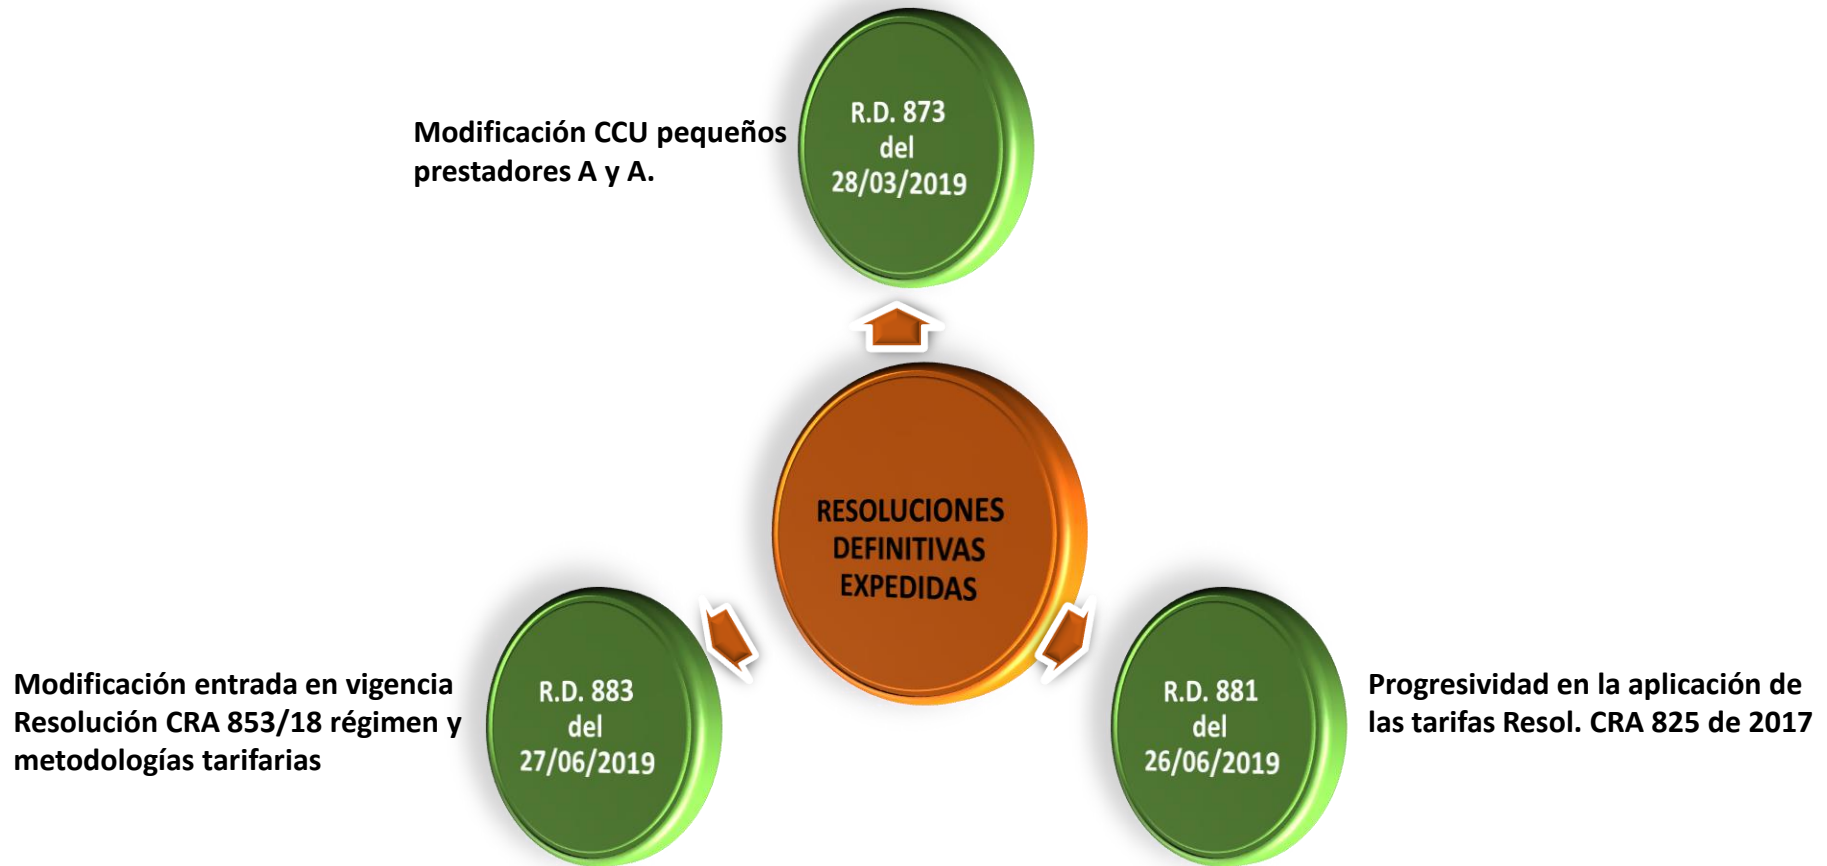 Modificación CCU pequeños
prestadores A y A.
R.D. 873
del
28/03/2019
RESOLUCIONES
DEFINITIVAS
EXPEDIDAS
Modificación entrada en vigencia
Resolución CRA 853/18 régimen y
metodologías tarifarias
R.D. 883
del
27/06/2019
R.D. 881
del
26/06/2019
Progresividad en la aplicación de
las tarifas Resol. CRA 825 de 2017